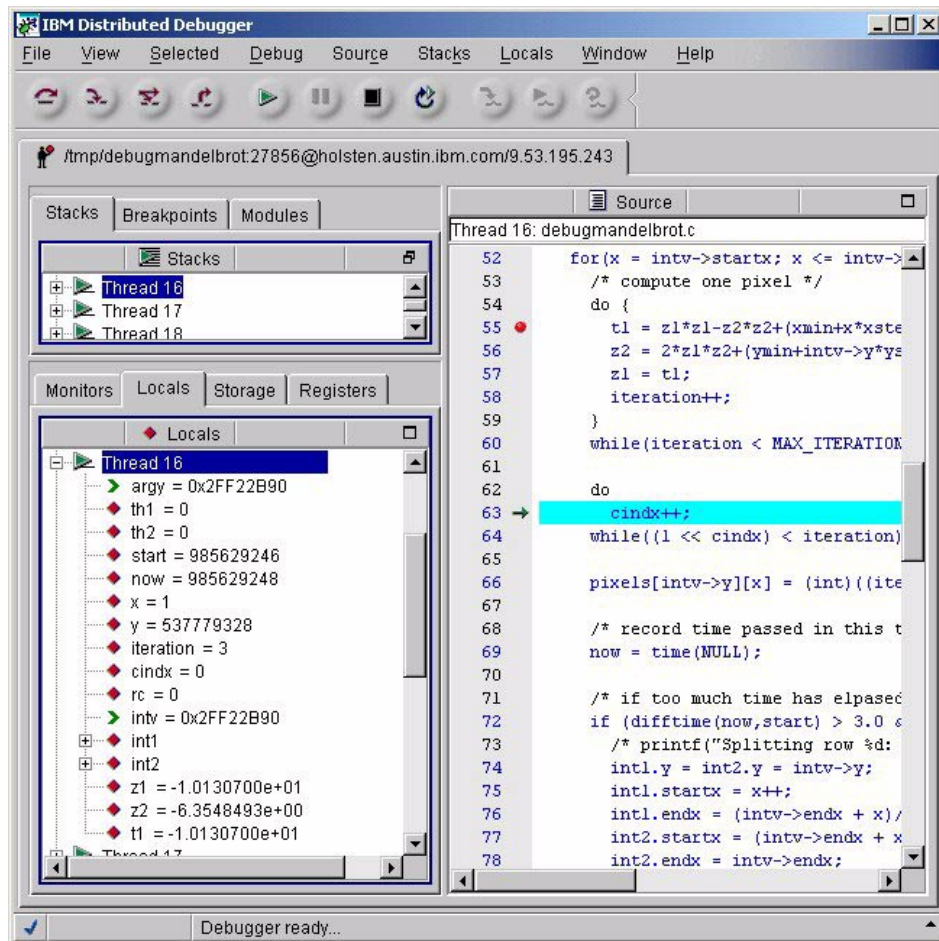 IBM Distributed Debugger
File View Selected Debug Source Stacks Locals Window Help
/tmp/debugmandelbrot:27856@holsten.austin.ibm.com/9.53.195.243
Stacks Breakpoints Modules
Stacks
Thread 16
Thread 17
Thread 18
Monitors Locals Storage Registers
Locals
Thread 16
argy = 0x2FF22B90
th1 = 0
th2 = 0
start = 985629246
now = 985629248
x = 1
y = 537779328
iteration = 3
cindx = 0
rc = 0
intv = 0x2FF22B90
int1
int2
z1 = -1.0130700e+01
z2 = -6.3548493e+00
t1 = -1.0130700e+01
Thread 17
Source
Thread 16: debugmandelbrot.c
52 for(x = intv->startx; x <= intv->
53 /* compute one pixel */
54 do {
55 t1 = z1*z1-z2*z2+(xmin+x*xste
56 z2 = 2*z1*z2+(ymin+intv->y*ys
57 z1 = t1;
58 iteration++;
59 }
60 while(iteration < MAX_ITERATION
61
62 do
63 cindx++;
64 while((1 << cindx) < iteration)
65
66 pixels[intv->y][x] = (int)((ite
67
68 /* record time passed in this t
69 now = time(NULL);
70
71 /* if too much time has elpased
72 if (difftime(now,start) > 3.0 &
73 /* printf("Splitting row %d:
74 int1.y = int2.y = intv->y;
75 int1.startx = x++;
76 int1.endx = (intv->endx + x)/
77 int2.startx = (intv->endx + x
78 int2.endx = intv->endx;
Debugger ready...